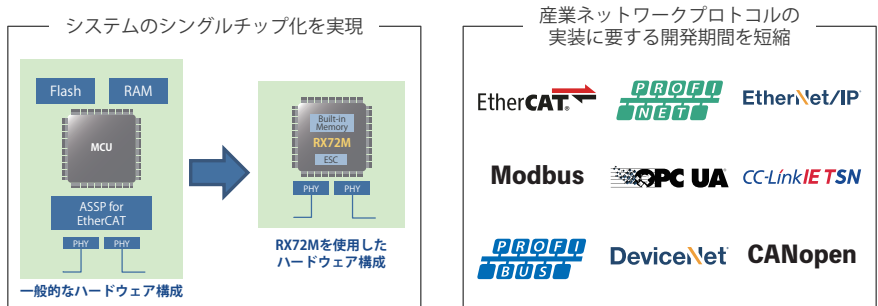 システムのシングルチップ化を実現
Flash
RAM
MCU
ASSP for
EtherCAT
PHY
PHY
一般的なハードウェア構成
Built-in
Memory
RX72M
ESC
PHY
PHY
RX72Mを使用した
ハードウェア構成
産業ネットワークプロトコルの
実装に要する開発期間を短縮
EtherCAT®
PROFI
NET
EtherNet/IP
Modbus
OPC UA
CC-Link IE TSN
PROFI
BUS
DeviceNet
CANopen